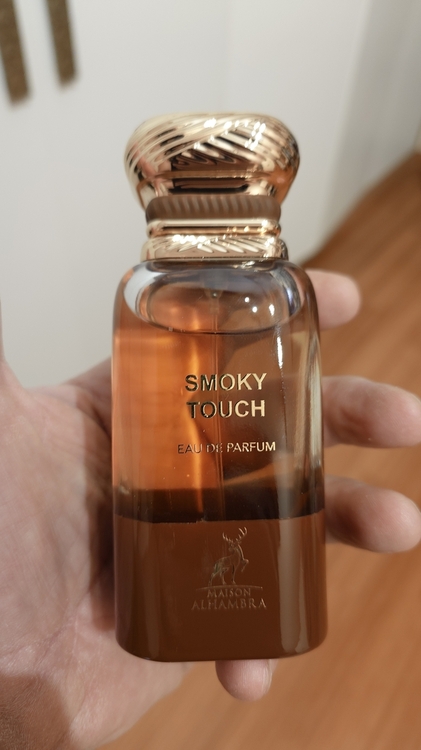 SMOKY
TOUCH
EAU DE PARFUM
MAISON
ALHAMBRA